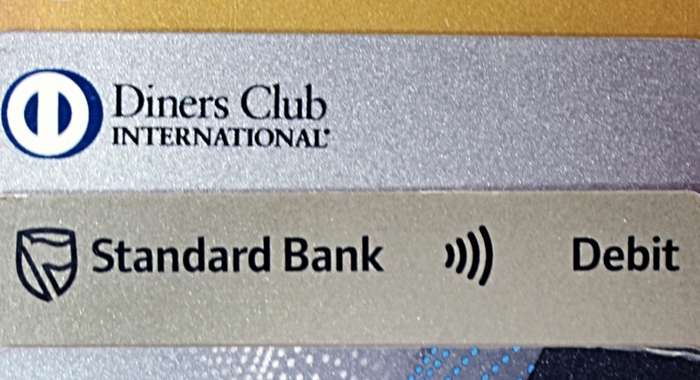 Diners Club
INTERNATIONAL®
Standard Bank Debit